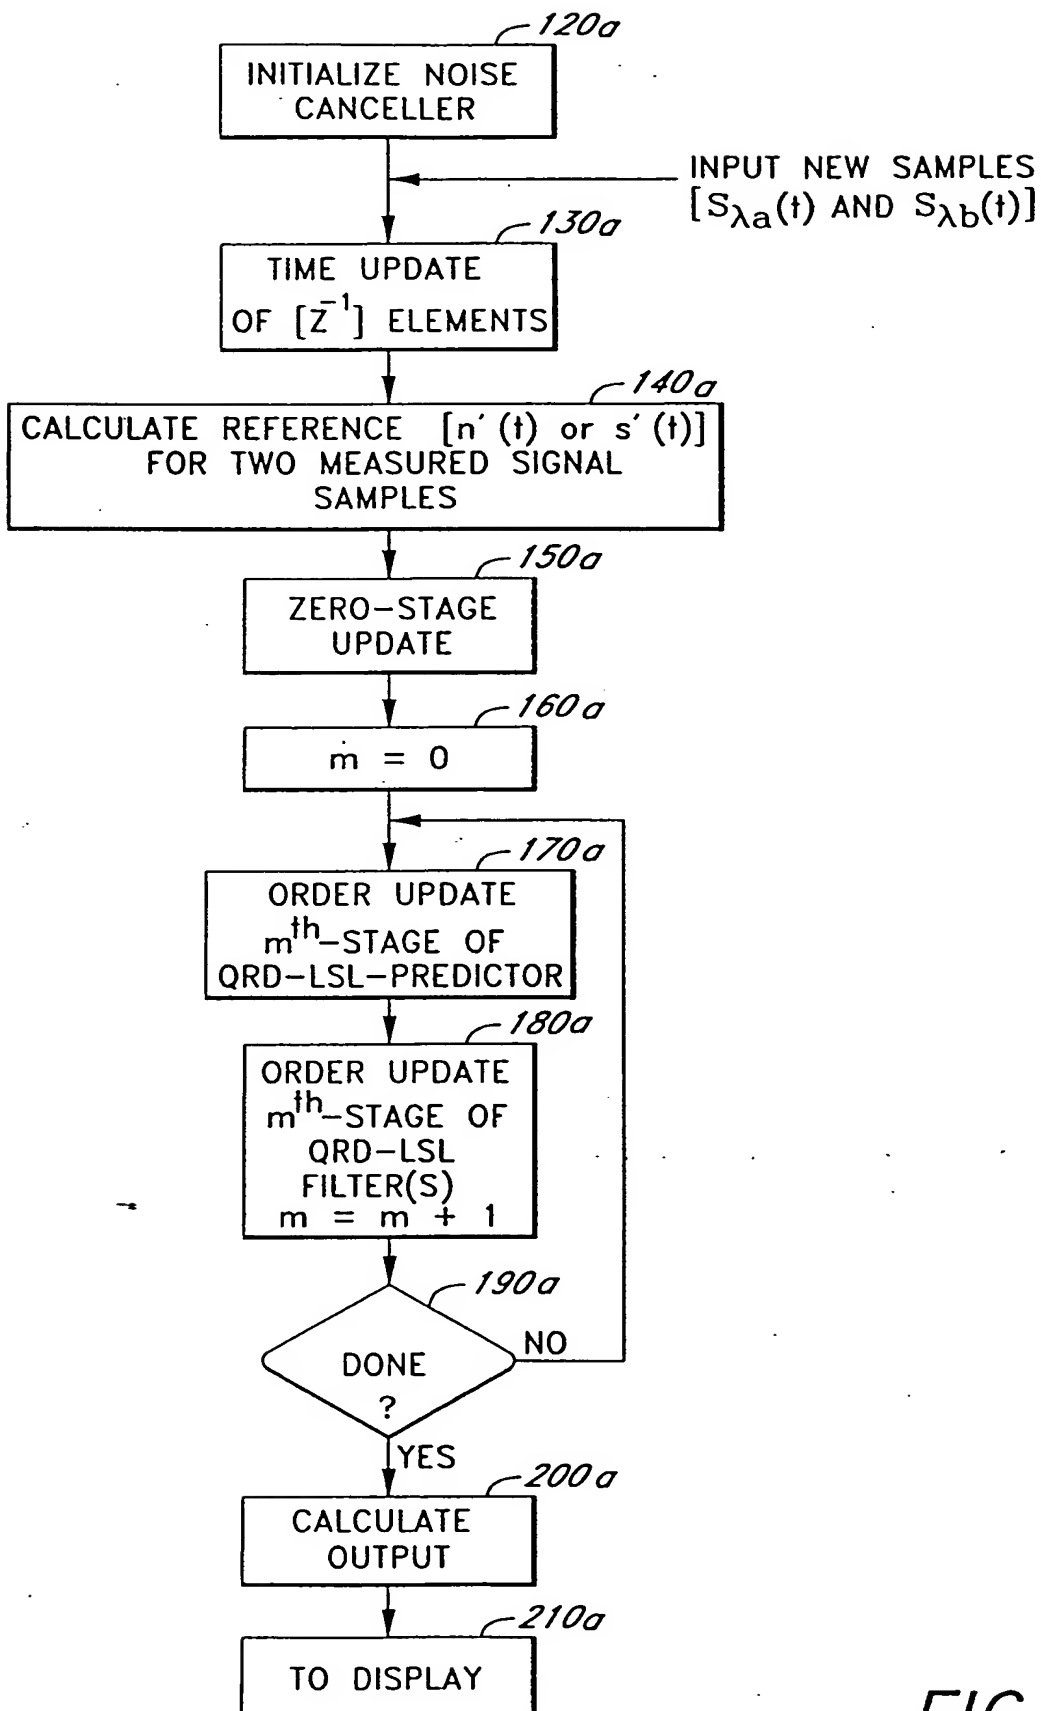 120a
INITIALIZE NOISE
CANCELLER
INPUT NEW SAMPLES
[Sλa(t) AND Sλb(t)]
130a
TIME UPDATE
OF [Z⁻¹] ELEMENTS
140a
CALCULATE REFERENCE [n'(t) or s'(t)]
FOR TWO MEASURED SIGNAL
SAMPLES
150a
ZERO-STAGE
UPDATE
160a
m = 0
170a
ORDER UPDATE
mth-STAGE OF
QRD-LSL-PREDICTOR
180a
ORDER UPDATE
mth-STAGE OF
QRD-LSL
FILTER(S)
m = m + 1
190a
DONE
?
NO
YES
200a
CALCULATE
OUTPUT
210a
TO DISPLAY